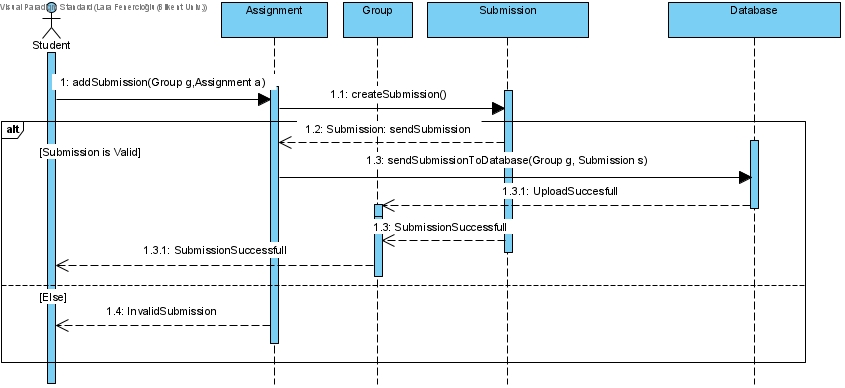 Visual Paradigm Standard (Lara Fenercioğlu (Bilkent Univ.))
Student
Assignment
Group
Submission
Database
1: addSubmission(Group g,Assignment a)
1.1: createSubmission()
alt
1.2: Submission: sendSubmission
[Submission is Valid]
1.3: sendSubmissionToDatabase(Group g, Submission s)
1.3.1: UploadSuccesfull
1.3: SubmissionSuccessfull
1.3.1: SubmissionSuccessfull
[Else]
1.4: InvalidSubmission